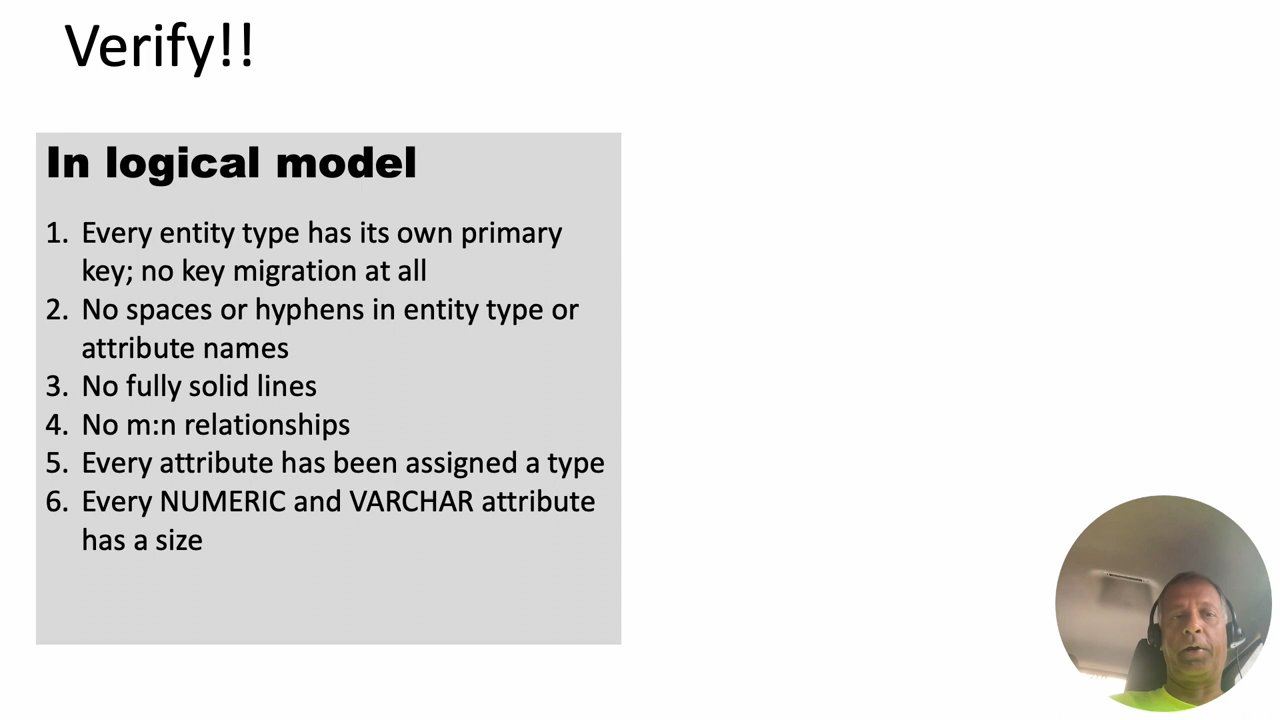 Verify!!
In logical model
1. Every entity type has its own primary
key; no key migration at all
2. No spaces or hyphens in entity type or
attribute names
3. No fully solid lines
4. No m:n relationships
5. Every attribute has been assigned a type
6. Every NUMERIC and VARCHAR attribute
has a size